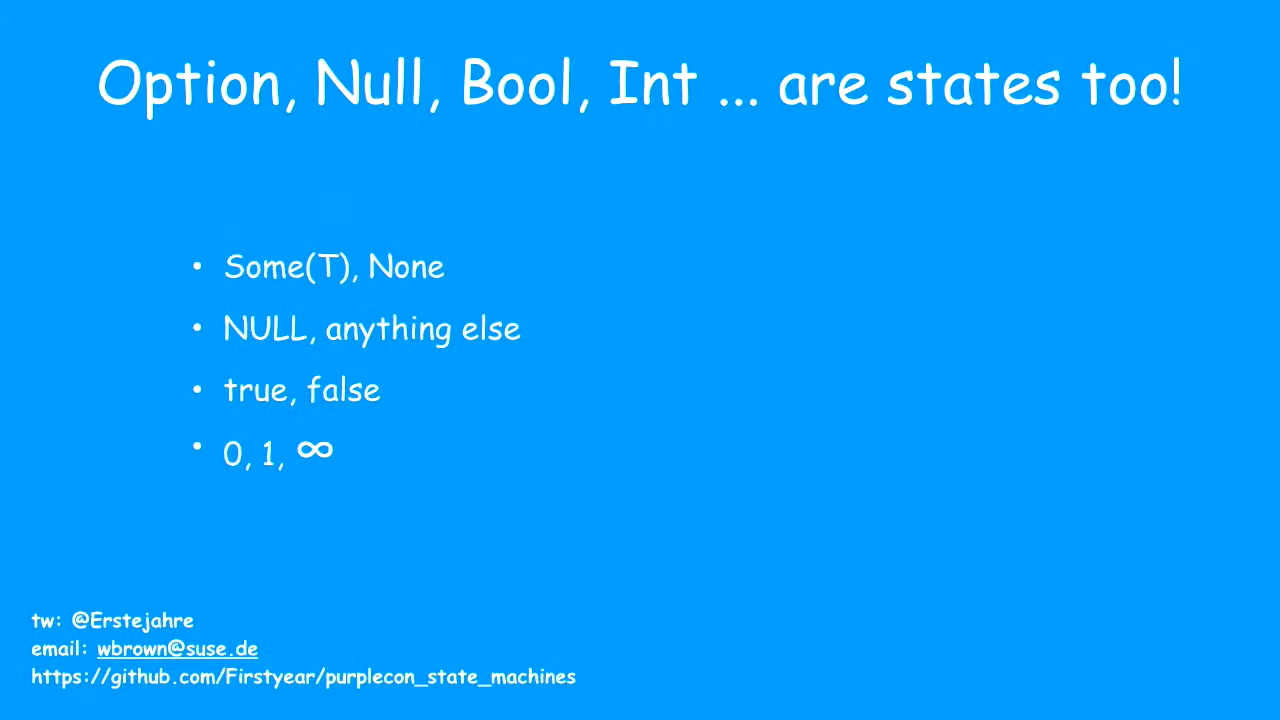 Option, Null, Bool, Int ... are states too!
• Some(T), None
• NULL, anything else
• true, false
• 0, 1, ∞
tw: @Erstejahre
email: wbrown@suse.de
https://github.com/Firstyear/purplecon_state_machines